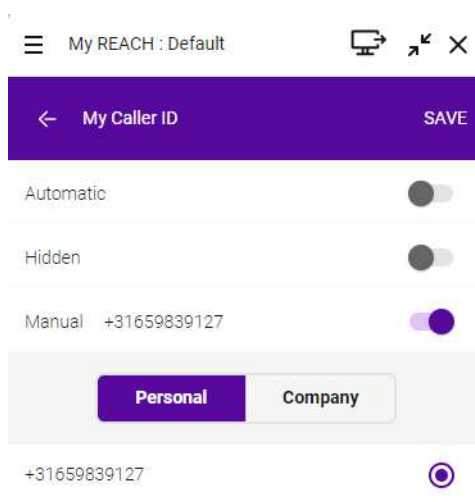 My REACH : Default
My Caller ID SAVE
Automatic
Hidden
Manual +31659839127
Personal Company
+31659839127